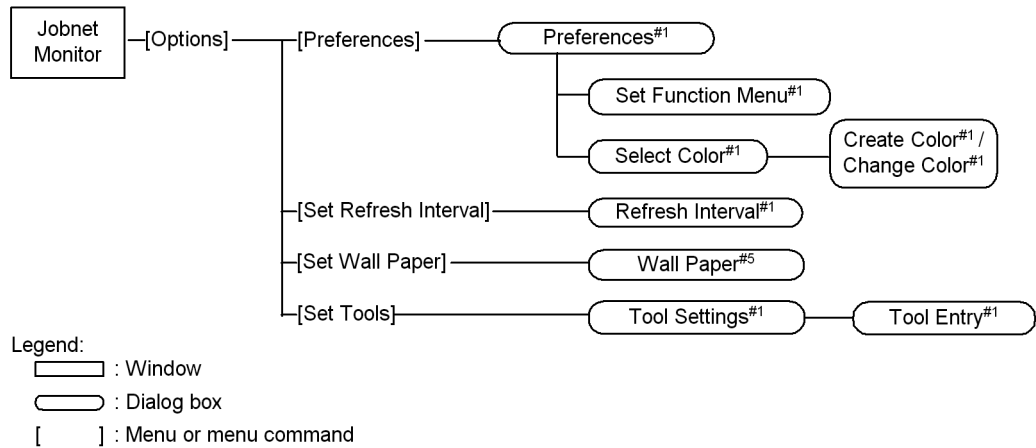 Jobnet
Monitor
[Options]
[Preferences]
Preferences#1
Set Function Menu#1
Select Color#1
Create Color#1 /
Change Color#1
[Set Refresh Interval]
Refresh Interval#1
[Set Wall Paper]
Wall Paper#5
[Set Tools]
Tool Settings#1
Tool Entry#1
Legend:
: Window
: Dialog box
[ ] : Menu or menu command